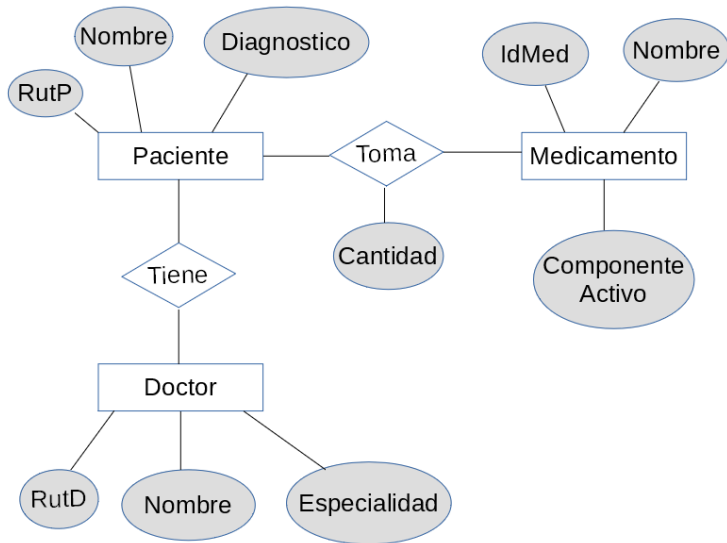 Nombre
Diagnostico
IdMed
Nombre
RutP
Paciente
Toma
Medicamento
Cantidad
Componente
Activo
Tiene
Doctor
RutD
Nombre
Especialidad